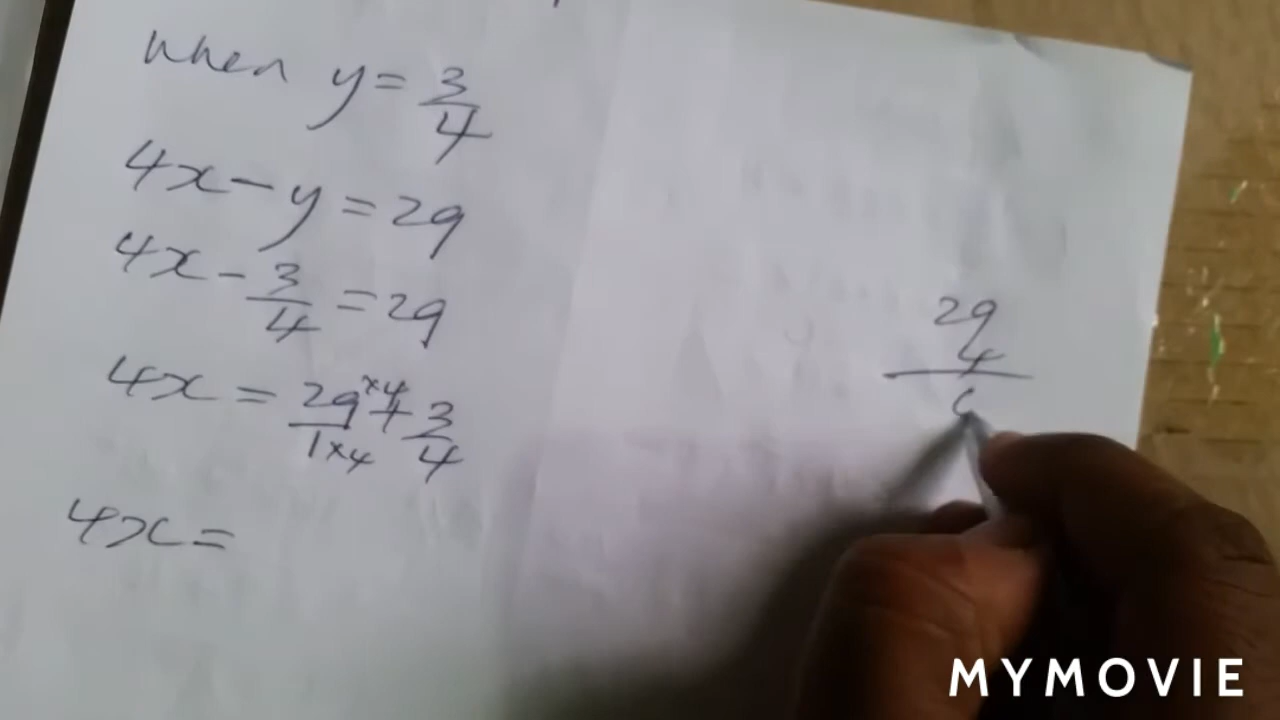 when y = 3/4
4x - y = 29
4x - 3/4 = 29
4x = 29×4/1×4 + 3/4
4x =
29
4
6
MYMOVIE